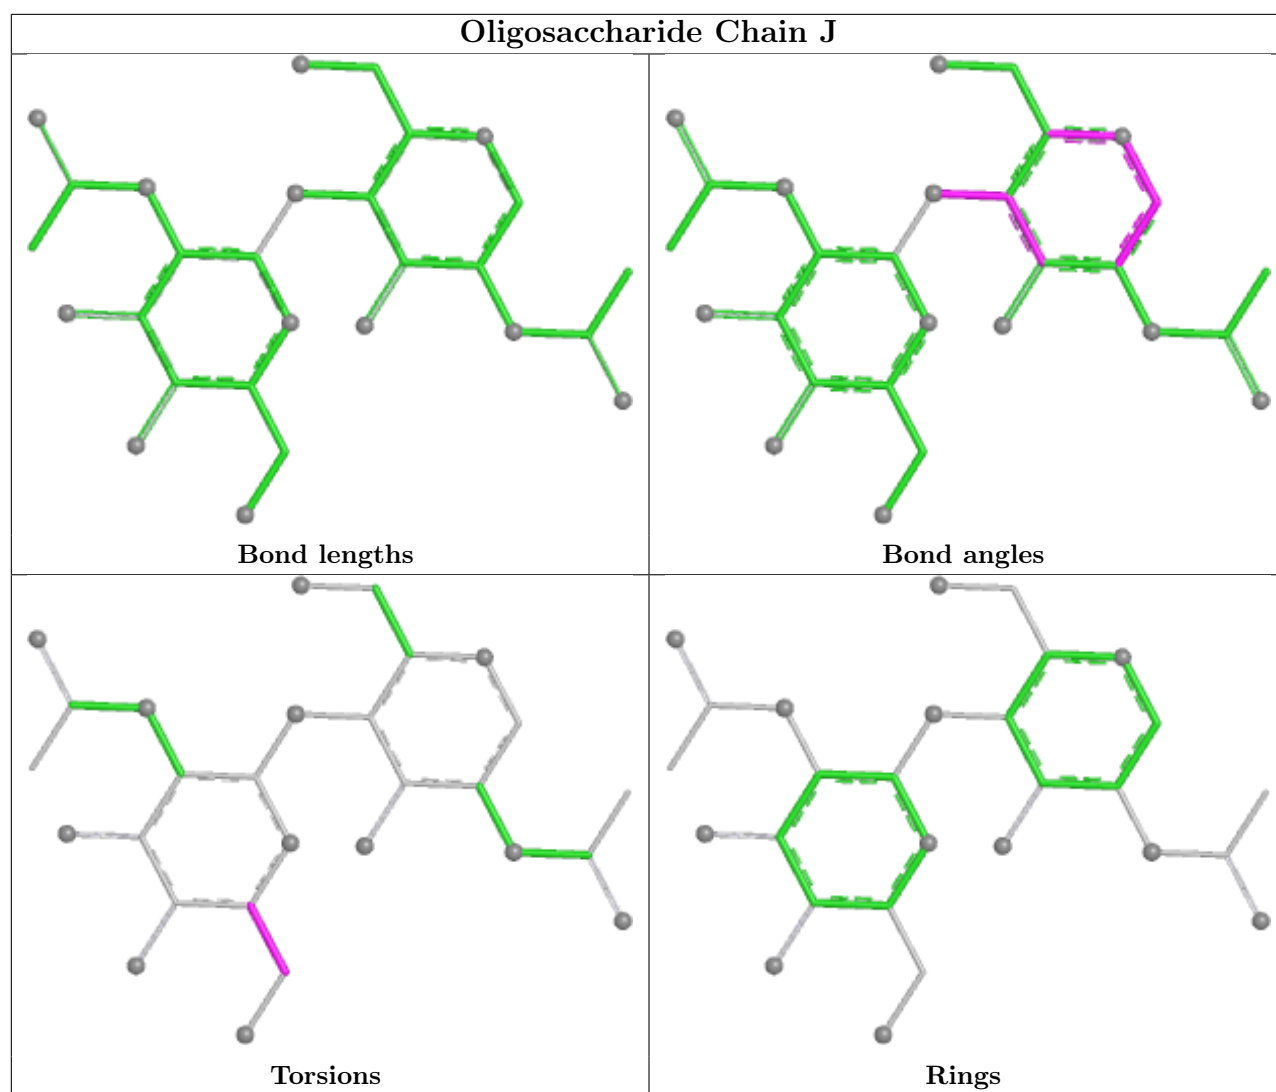 Oligosaccharide Chain J
Bond lengths
Bond angles
Torsions
Rings